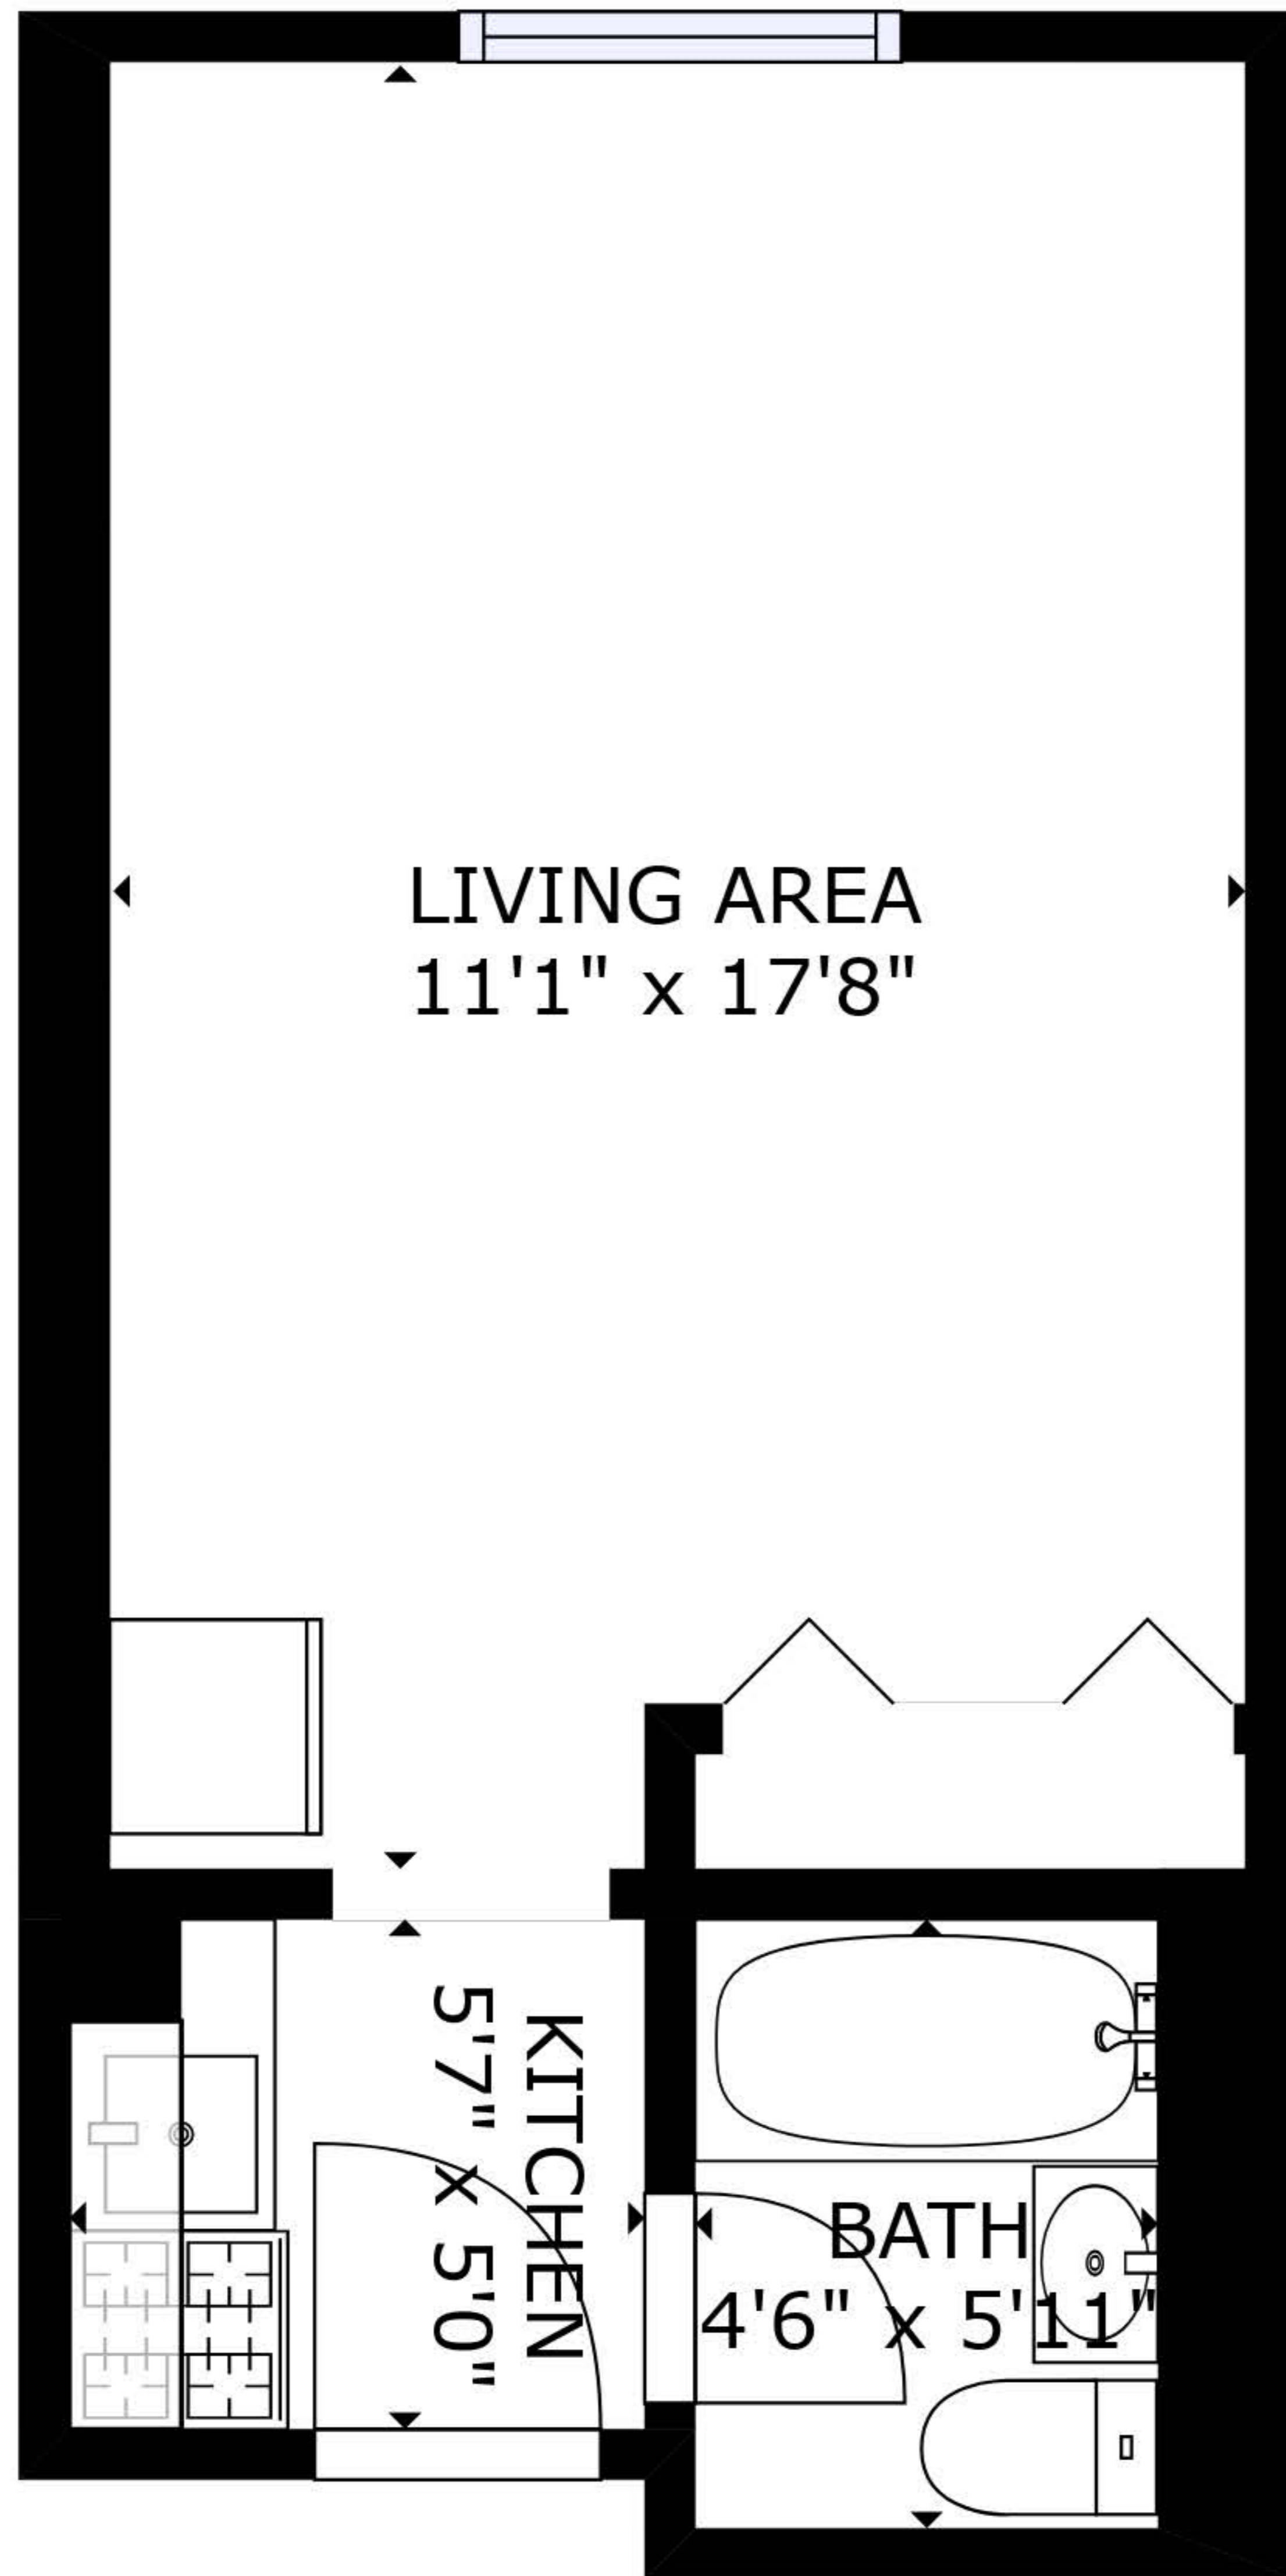 LIVING AREA
11'1" x 17'8"
KITCHEN
5'7" x 5'0"
BATH
4'6" x 5'11"